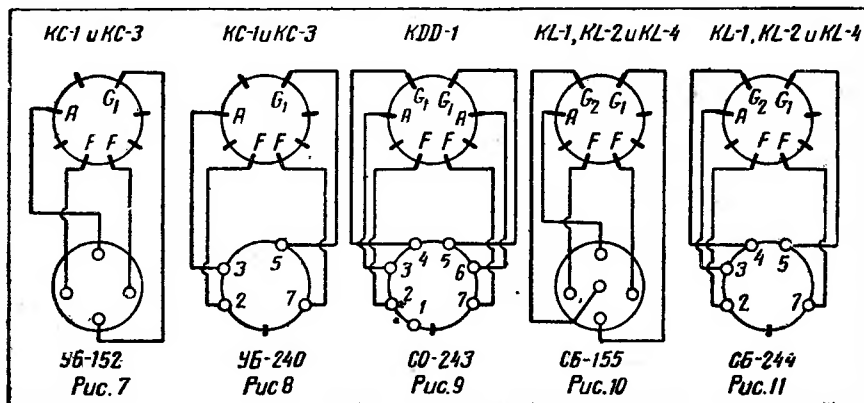 КС-1 и КС-3
КС-1 и КС-3
KDD-1
KL-1, KL-2 и KL-4
KL-1, KL-2 и KL-4
A G1 F F
A G1 F F
G1 G1 A A F F
G2 G1 A F F
G2 G1 A F F
3 5 2 7
4 5 3 6 2 7 1
4 5 3 2 7
УБ-152
УБ-240
СО-243
СБ-155
СБ-244
Рис. 7
Рис 8
Рис. 9
Рис. 10
Рис. 11